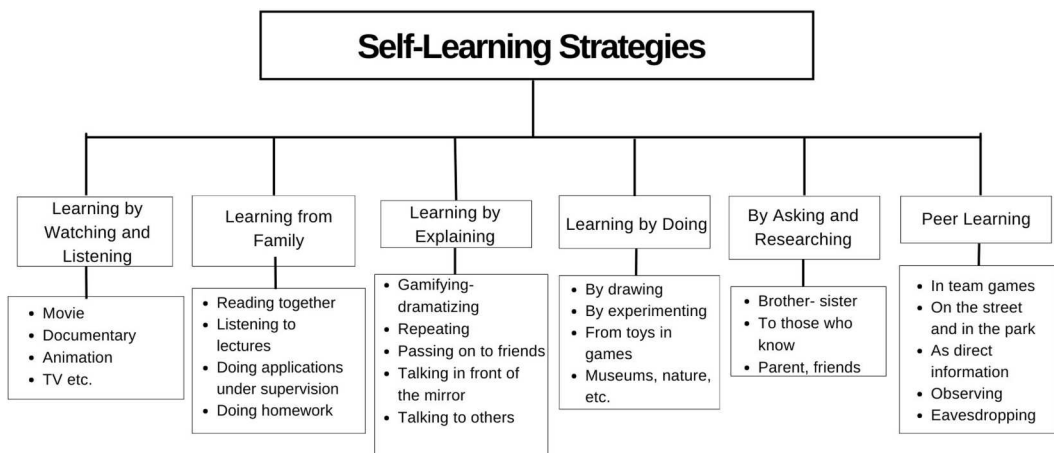 Self-Learning Strategies
Learning by
Watching and
Listening
• Movie
• Documentary
• Animation
• TV etc.
Learning from
Family
• Reading together
• Listening to
lectures
• Doing applications
under supervision
• Doing homework
Learning by
Explaining
• Gamifying-
dramatizing
• Repeating
• Passing on to friends
• Talking in front of
the mirror
• Talking to others
Learning by Doing
• By drawing
• By experimenting
• From toys in
games
• Museums, nature,
etc.
By Asking and
Researching
• Brother- sister
• To those who
know
• Parent, friends
Peer Learning
• In team games
• On the street
and in the park
• As direct
information
• Observing
• Eavesdropping